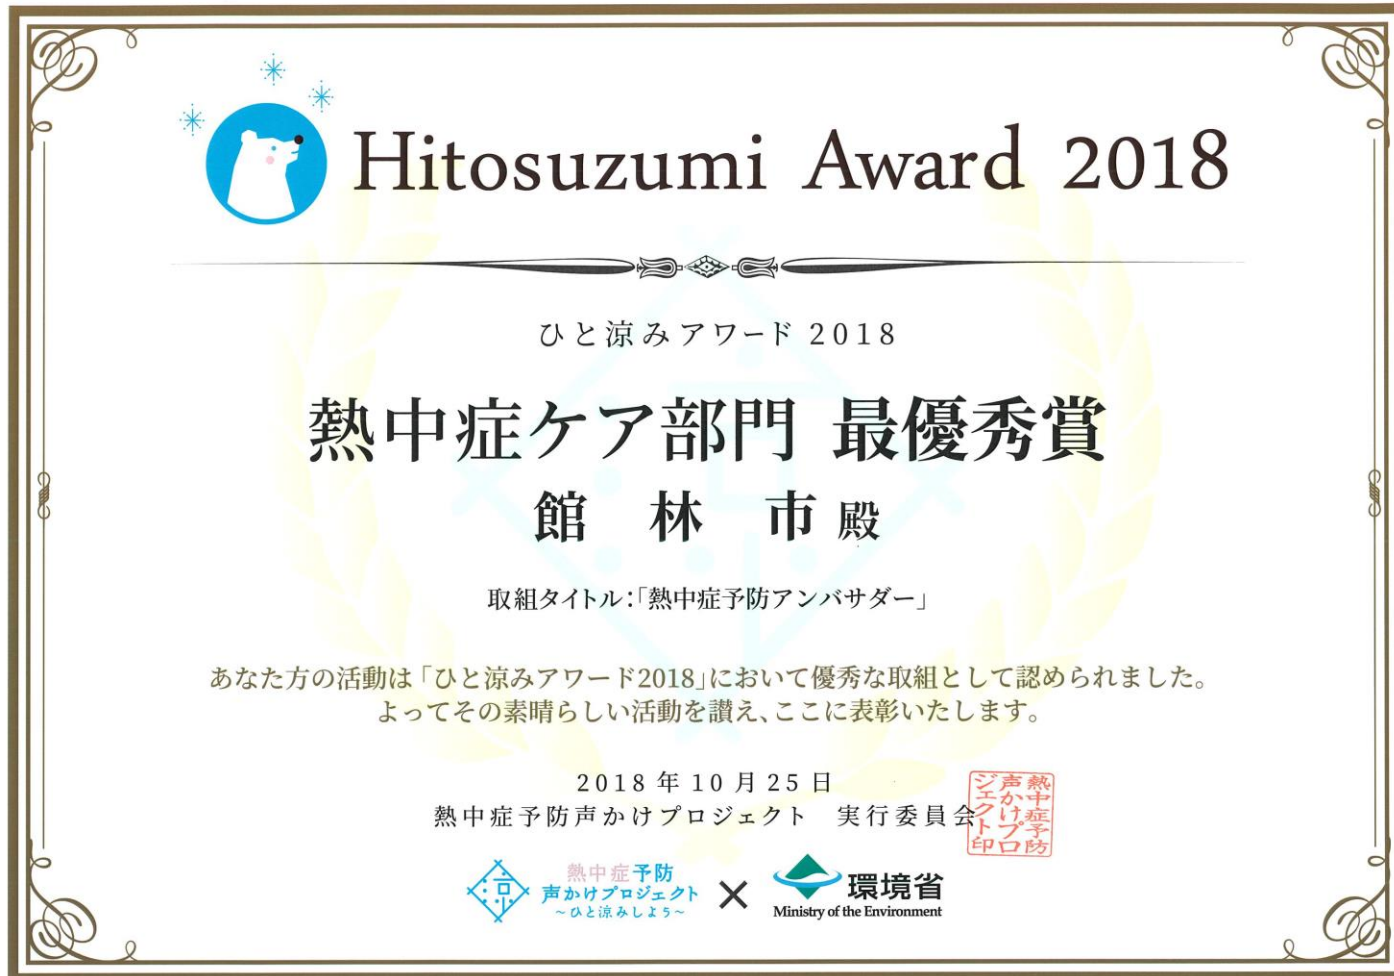 Hitosuzumi Award 2018
ひと涼みアワード 2018
熱中症ケア部門 最優秀賞
館 林 市 殿
取組タイトル:「熱中症予防アンバサダー」
あなた方の活動は「ひと涼みアワード2018」において優秀な取組として認められました。
よってその素晴らしい活動を讃え、ここに表彰いたします。
2018年10月25日
熱中症予防声かけプロジェクト 実行委員会
熱中症予防
声かけプロ
ジェクト印
熱中症予防
声かけプロジェクト
~ひと涼みしよう~
×
環境省
Ministry of the Environment